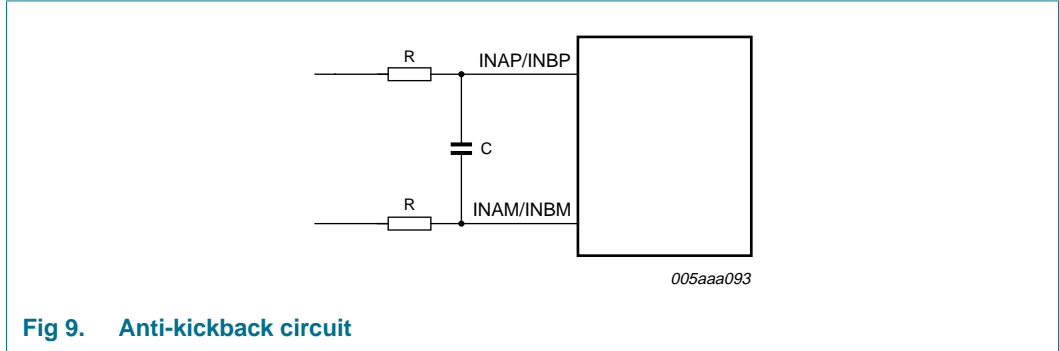 R
INAP/INBP
C
R
INAM/INBM
005aaa093
Fig 9. Anti-kickback circuit